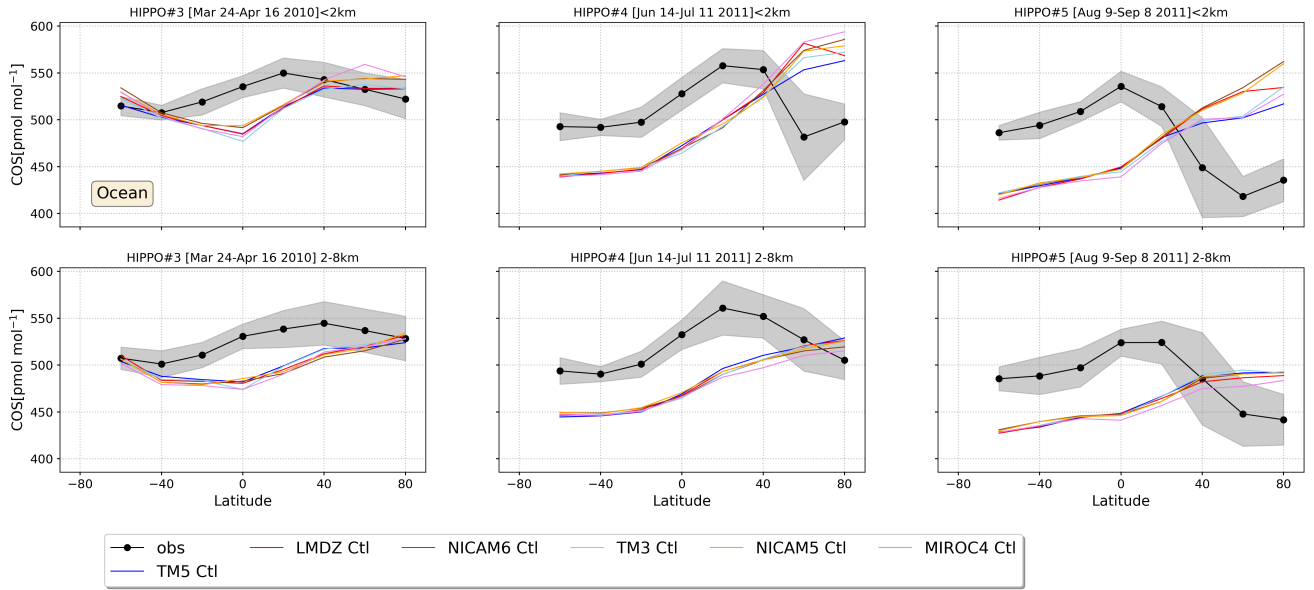 HIPPO#3 [Mar 24-Apr 16 2010]<2km
HIPPO#4 [Jun 14-Jul 11 2011]<2km
HIPPO#5 [Aug 9-Sep 8 2011]<2km
600
550
500
450
400
COS[pmol mol⁻¹]
Ocean
HIPPO#3 [Mar 24-Apr 16 2010] 2-8km
HIPPO#4 [Jun 14-Jul 11 2011] 2-8km
HIPPO#5 [Aug 9-Sep 8 2011] 2-8km
600
550
500
450
400
COS[pmol mol⁻¹]
−80 −40 0 40 80
−80 −40 0 40 80
−80 −40 0 40 80
Latitude
Latitude
Latitude
obs LMDZ Ctl NICAM6 Ctl TM3 Ctl NICAM5 Ctl MIROC4 Ctl
TM5 Ctl